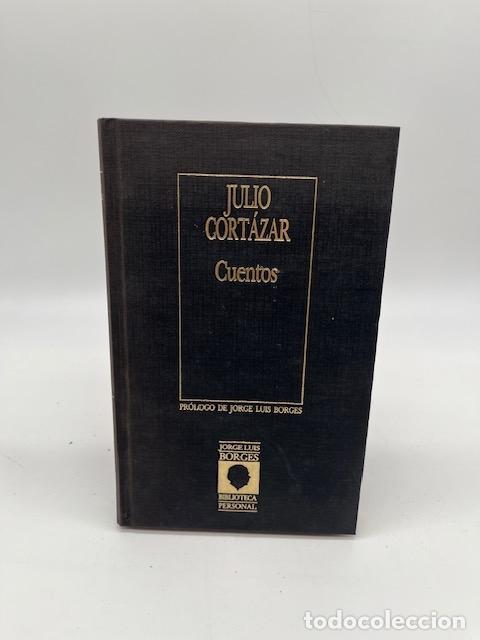 JULIO
CORTÁZAR
Cuentos
PRÓLOGO DE JORGE LUIS BORGES
JORGE LUIS
BORGES
BIBLIOTECA
PERSONAL
todocoleccion